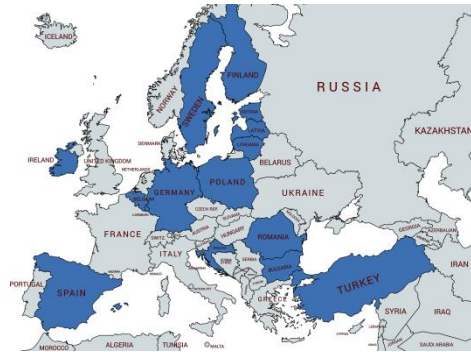 ICELAND
NORWAY
SWEDEN
FINLAND
RUSSIA
ESTONIA
LATVIA
LITHUANIA
DENMARK
IRELAND
UNITED KINGDOM
NETHERLANDS
BELARUS
KAZAKHSTAN
GERMANY
POLAND
BELGIUM
UKRAINE
CZECH REP.
FRANCE
SWITZ.
AUSTRIA
HUNGARY
ROMANIA
ITALY
SERBIA
BULGARIA
GEORGIA
AZERBAIJAN
PORTUGAL
SPAIN
GREECE
TURKEY
SYRIA
IRAQ
IRAN
CYPRUS
MALTA
MOROCCO
ALGERIA
TUNISIA
SAUDI ARABIA